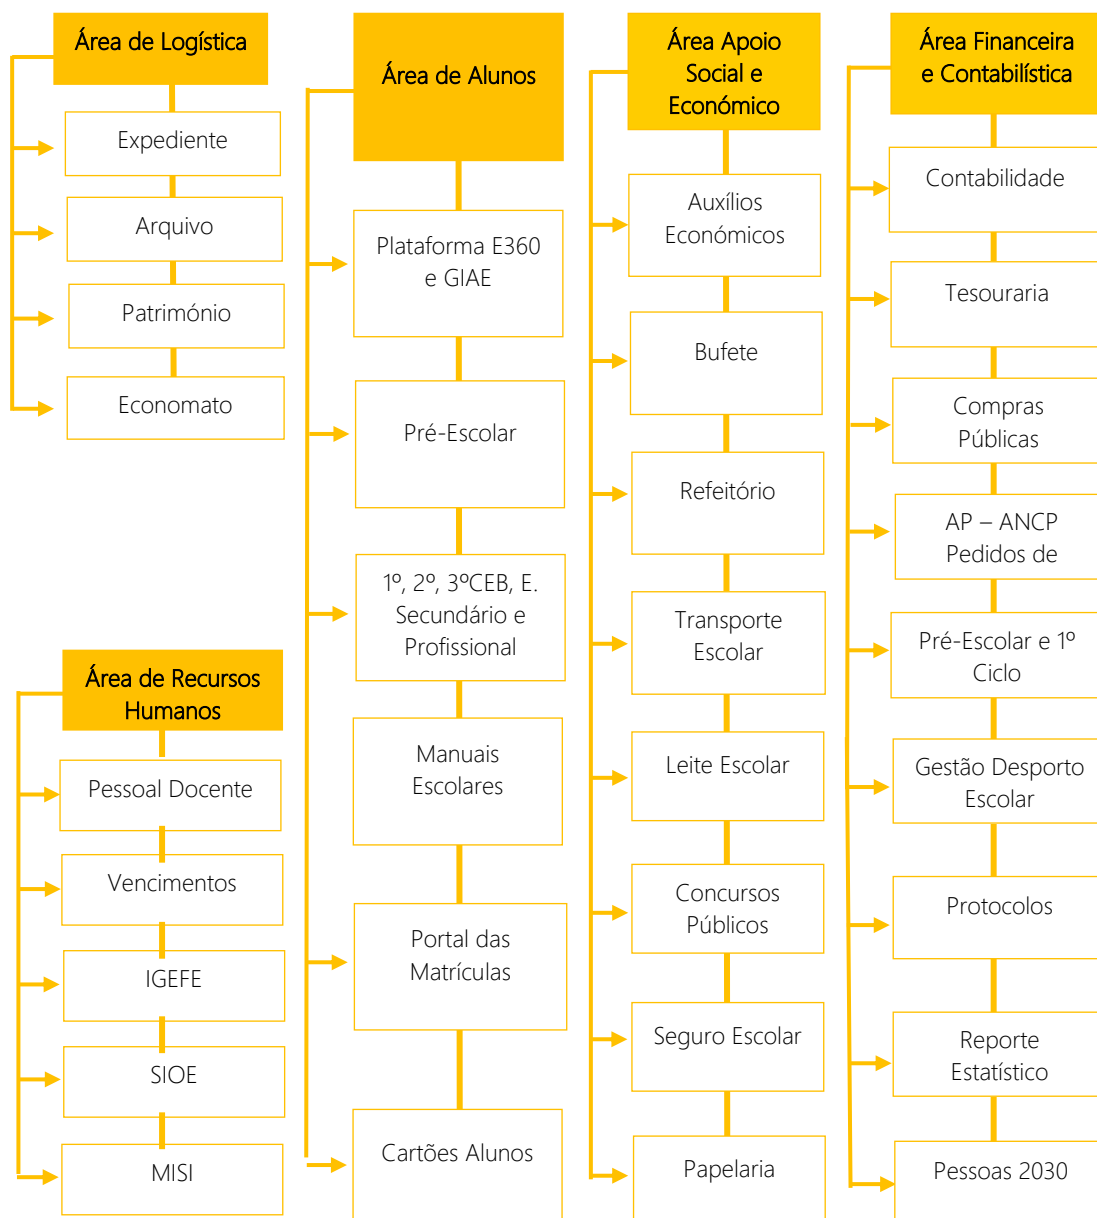 Área de Logística
Expediente
Arquivo
Património
Economato
Área de Recursos
Humanos
Pessoal Docente
Vencimentos
IGEFE
SIOE
MISI
Área de Alunos
Plataforma E360
e GIAE
Pré-Escolar
1º, 2º, 3ºCEB, E.
Secundário e
Profissional
Manuais
Escolares
Portal das
Matrículas
Cartões Alunos
Área Apoio
Social e
Económico
Auxílios
Económicos
Bufete
Refeitório
Transporte
Escolar
Leite Escolar
Concursos
Públicos
Seguro Escolar
Papelaria
Área Financeira
e Contabilística
Contabilidade
Tesouraria
Compras
Públicas
AP – ANCP
Pedidos de
Pré-Escolar e 1º
Ciclo
Gestão Desporto
Escolar
Protocolos
Reporte
Estatístico
Pessoas 2030